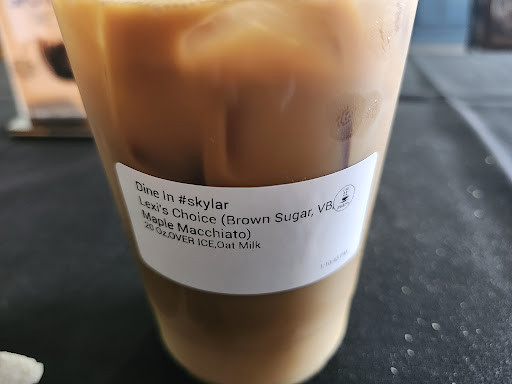 Dine In #skylar
Lexi's Choice (Brown Sugar, VB,
Maple Macchiato)
20 Oz,OVER ICE,Oat Milk